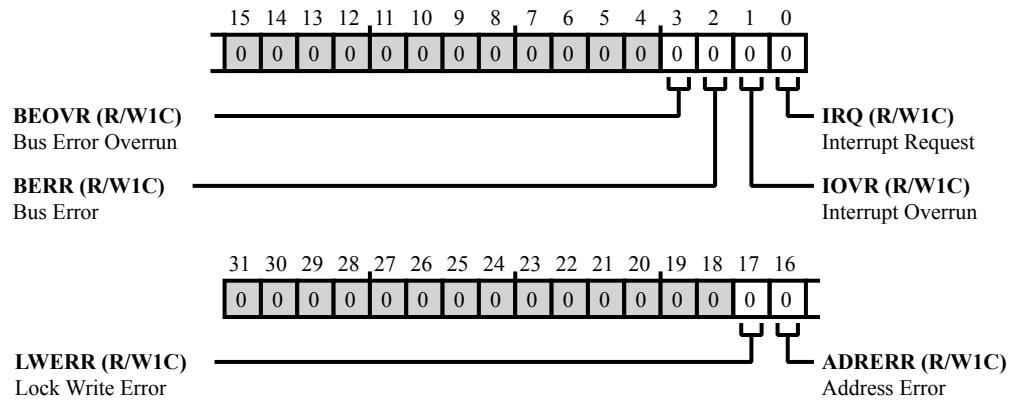 15 14 13 12 11 10 9 8 7 6 5 4 3 2 1 0
0 0 0 0 0 0 0 0 0 0 0 0 0 0 0 0
BEOVR (R/W1C)
Bus Error Overrun
IRQ (R/W1C)
Interrupt Request
BERR (R/W1C)
Bus Error
IOVR (R/W1C)
Interrupt Overrun
31 30 29 28 27 26 25 24 23 22 21 20 19 18 17 16
0 0 0 0 0 0 0 0 0 0 0 0 0 0 0 0
LWERR (R/W1C)
Lock Write Error
ADRERR (R/W1C)
Address Error